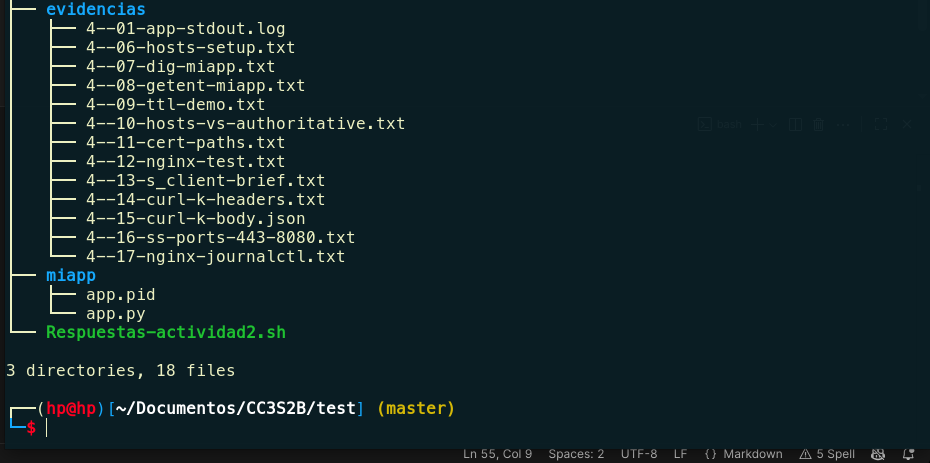 ├── evidencias
│   ├── 4--01-app-stdout.log
│   ├── 4--06-hosts-setup.txt
│   ├── 4--07-dig-miapp.txt
│   ├── 4--08-getent-miapp.txt
│   ├── 4--09-ttl-demo.txt
│   ├── 4--10-hosts-vs-authoritative.txt
│   ├── 4--11-cert-paths.txt
│   ├── 4--12-nginx-test.txt
│   ├── 4--13-s_client-brief.txt
│   ├── 4--14-curl-k-headers.txt
│   ├── 4--15-curl-k-body.json
│   ├── 4--16-ss-ports-443-8080.txt
│   └── 4--17-nginx-journalctl.txt
├── miapp
│   ├── app.pid
│   └── app.py
└── Respuestas-actividad2.sh
3 directories, 18 files
┌──(hp@hp)[~/Documentos/CC3S2B/test] (master)
└─$
bash
Ln 55, Col 9 Spaces: 2 UTF-8 LF {} Markdown 5 Spell